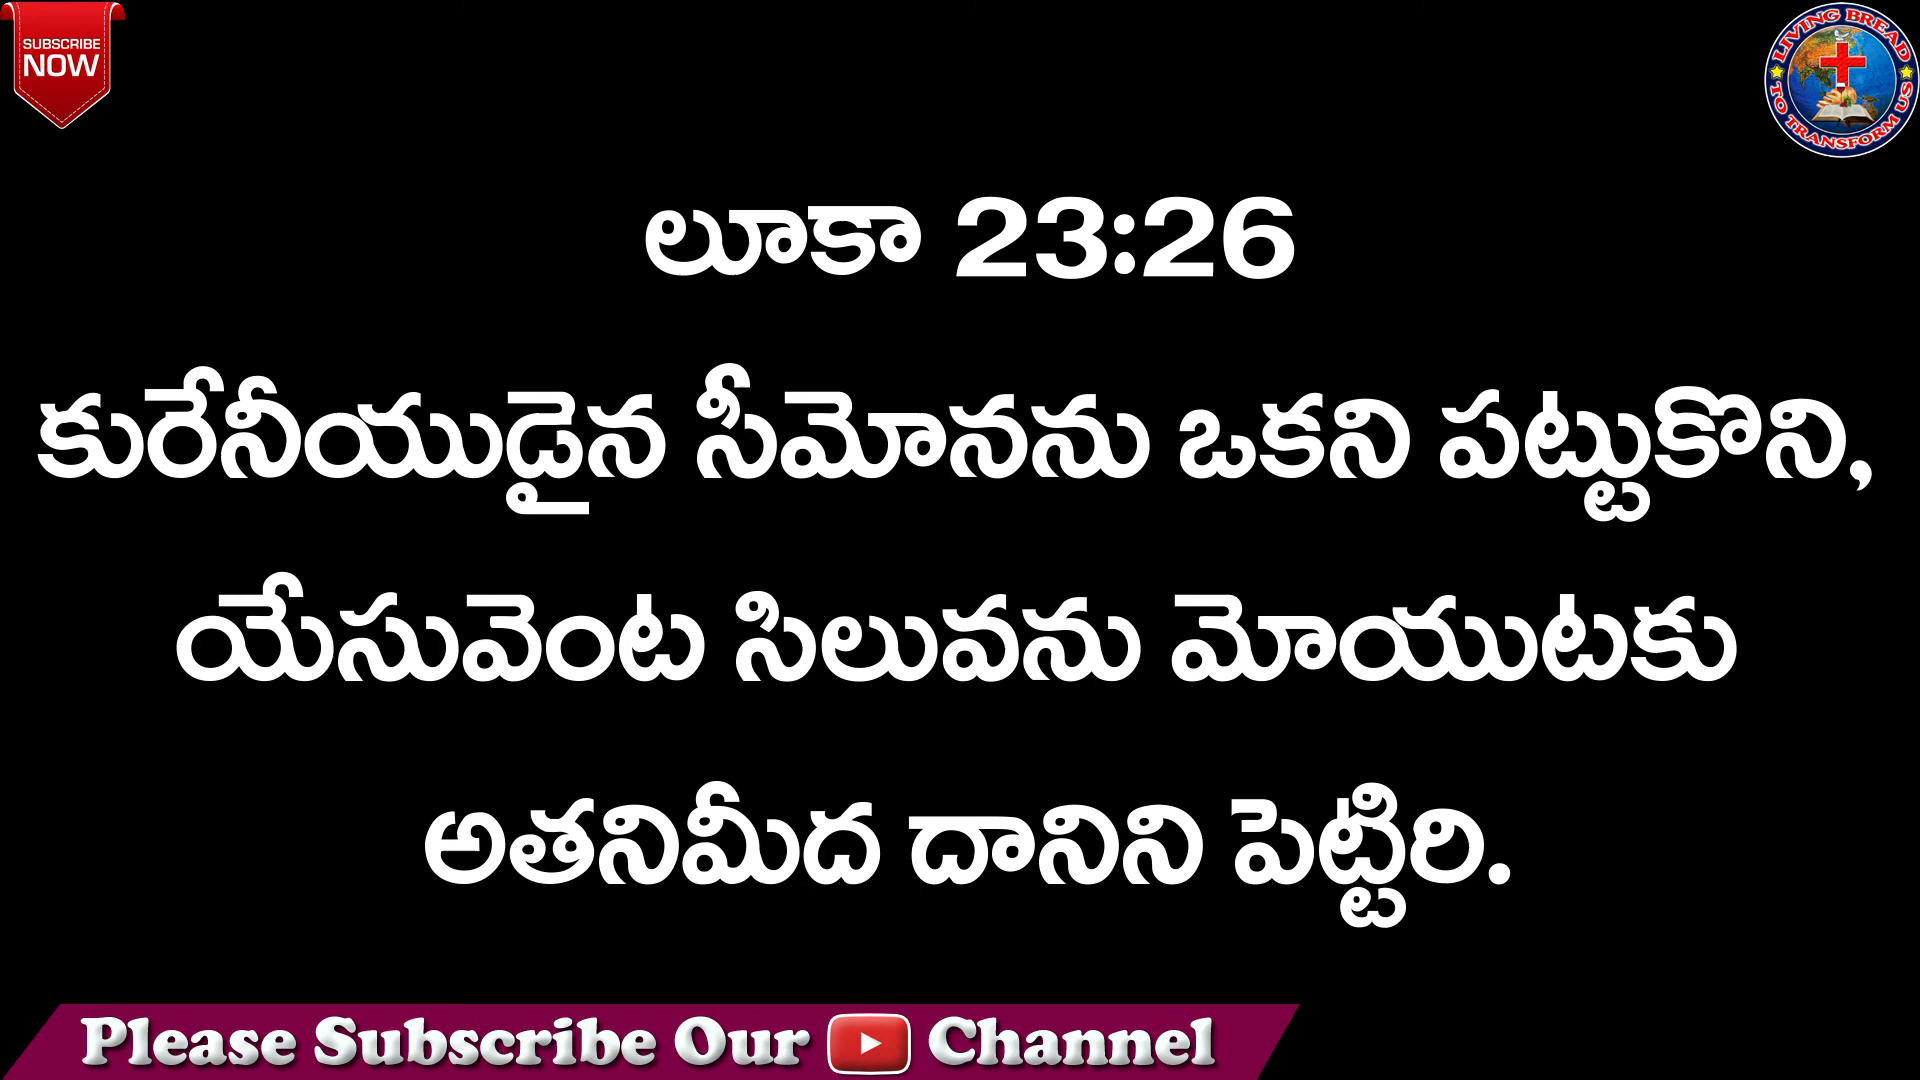 SUBSCRIBE
NOW
LIVING BREAD
TO TRANSFORM US
లూకా 23:26
కురేనీయుడైన సీమోనను ఒకని పట్టుకొని,
యేసువెంట సిలువను మోయుటకు
అతనిమీద దానిని పెట్టిరి.
Please Subscribe Our Channel